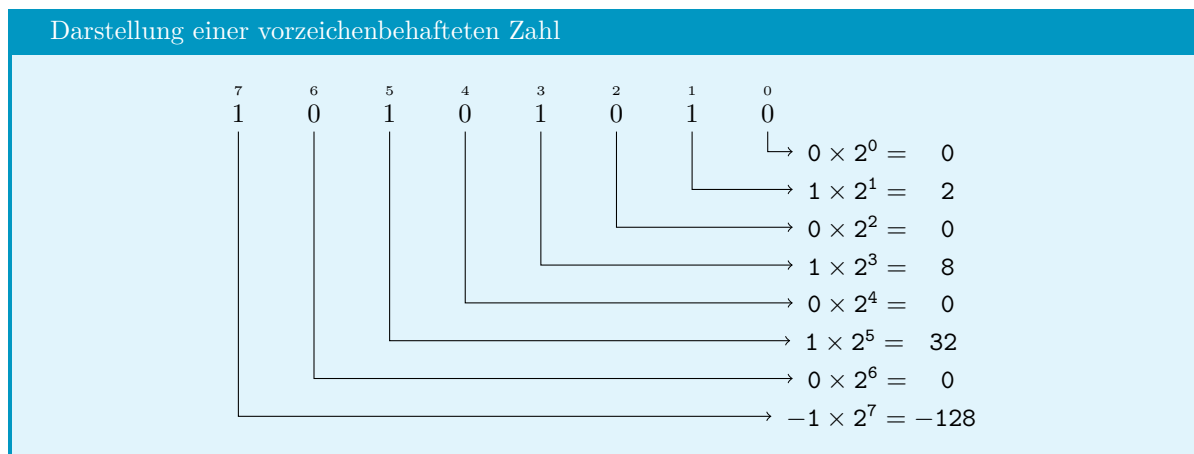 Darstellung einer vorzeichenbehafteten Zahl
7 6 5 4 3 2 1 0
1 0 1 0 1 0 1 0
0 × 2⁰ = 0
1 × 2¹ = 2
0 × 2² = 0
1 × 2³ = 8
0 × 2⁴ = 0
1 × 2⁵ = 32
0 × 2⁶ = 0
−1 × 2⁷ = −128